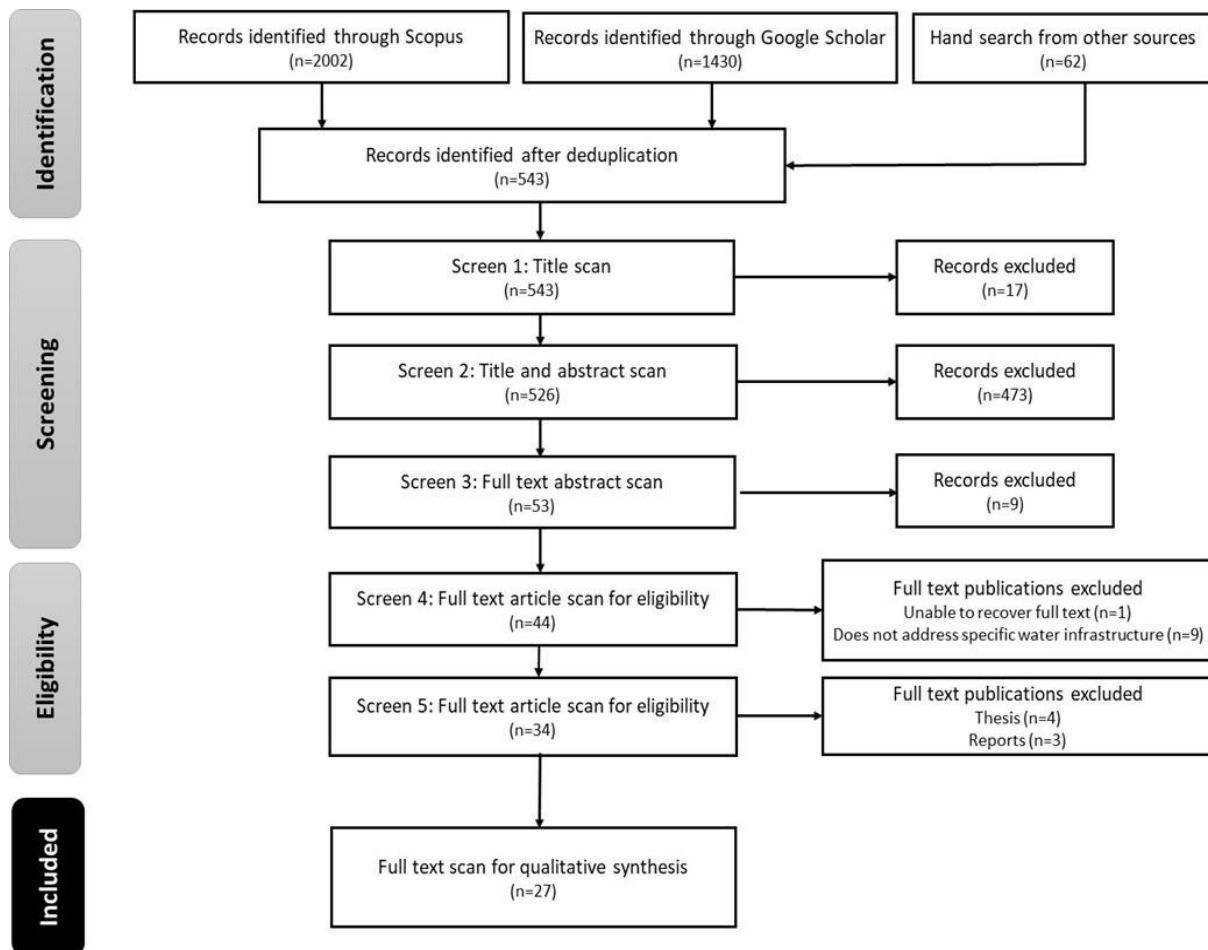 Identification
Records identified through Scopus
(n=2002)
Records identified through Google Scholar
(n=1430)
Hand search from other sources
(n=62)
Records identified after deduplication
(n=543)
Screening
Screen 1: Title scan
(n=543)
Records excluded
(n=17)
Screen 2: Title and abstract scan
(n=526)
Records excluded
(n=473)
Screen 3: Full text abstract scan
(n=53)
Records excluded
(n=9)
Eligibility
Screen 4: Full text article scan for eligibility
(n=44)
Full text publications excluded
Unable to recover full text (n=1)
Does not address specific water infrastructure (n=9)
Screen 5: Full text article scan for eligibility
(n=34)
Full text publications excluded
Thesis (n=4)
Reports (n=3)
Included
Full text scan for qualitative synthesis
(n=27)